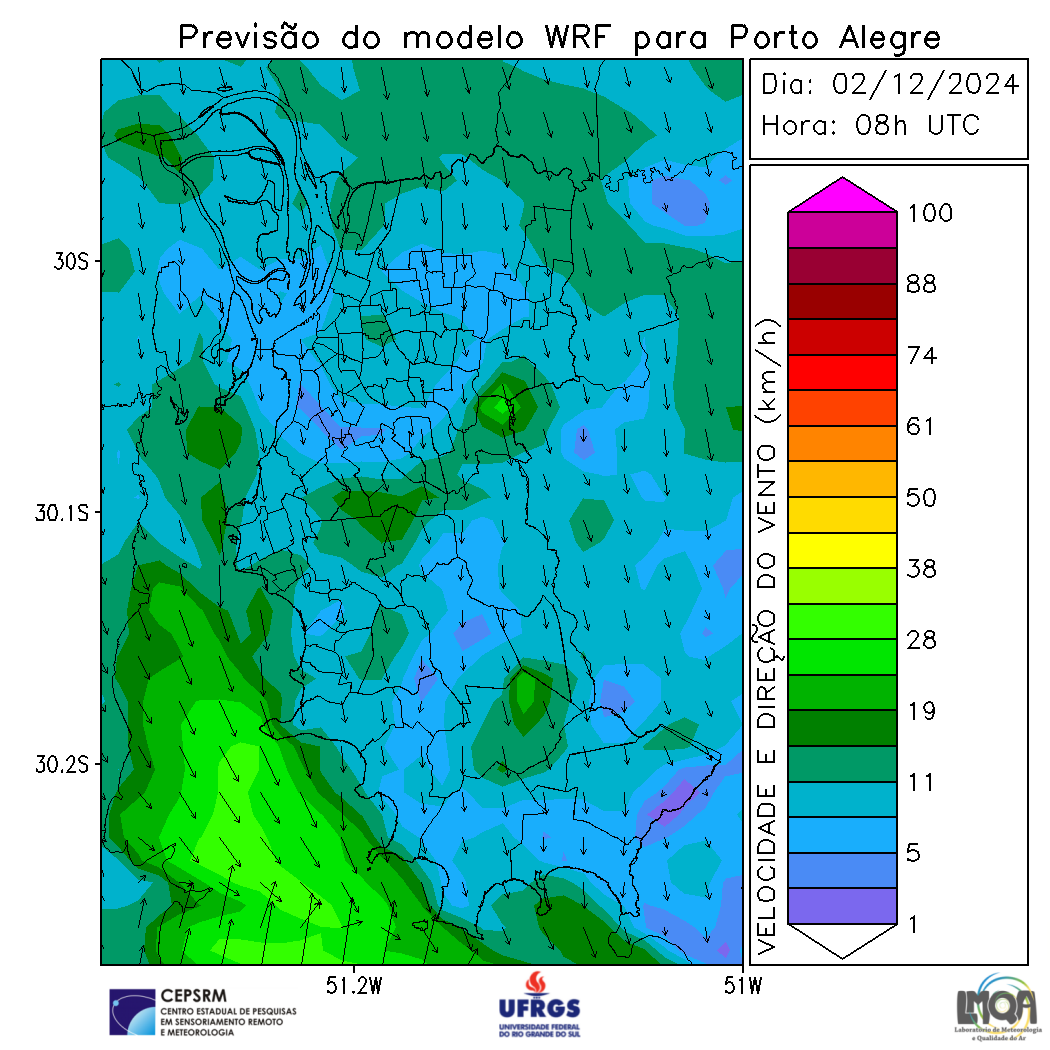 Previsão do modelo WRF para Porto Alegre
Dia: 02/12/2024
Hora: 08h UTC
30S
30.1S
30.2S
51.2W
51W
VELOCIDADE E DIREÇÃO DO VENTO (km/h)
100
88
74
61
50
38
28
19
11
5
1
CEPSRM
CENTRO ESTADUAL DE PESQUISAS
EM SENSORIAMENTO REMOTO
E METEOROLOGIA
UFRGS
UNIVERSIDADE FEDERAL
DO RIO GRANDE DO SUL
LMQA
Laboratório de Meteorologia
e Qualidade do Ar